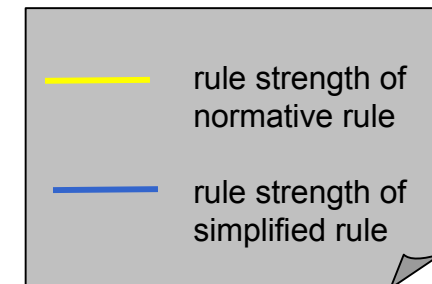 rule strength of
normative rule
rule strength of
simplified rule